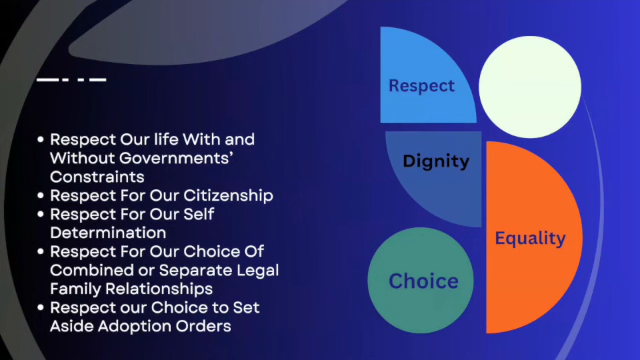 • Respect Our life With and
Without Governments’
Constraints
• Respect For Our Citizenship
• Respect For Our Self
Determination
• Respect For Our Choice Of
Combined or Separate Legal
Family Relationships
• Respect our Choice to Set
Aside Adoption Orders
Respect
Dignity
Equality
Choice